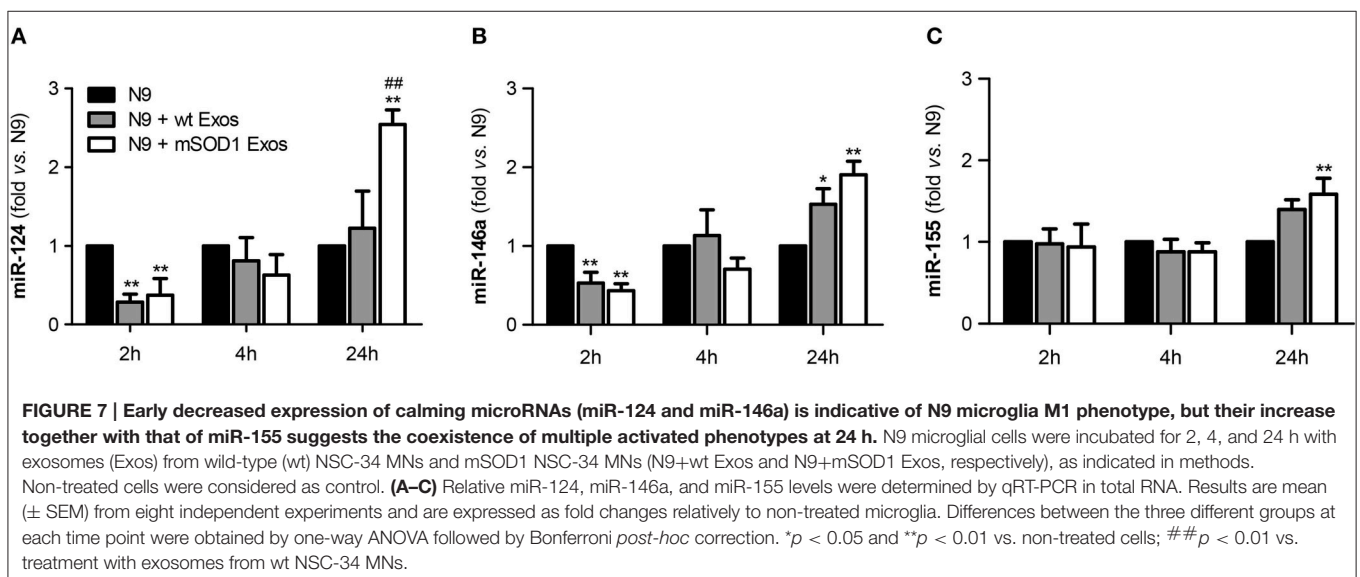 A
B
C
miR-124 (fold vs. N9)
3
2
1
0
N9
N9 + wt Exos
N9 + mSOD1 Exos
**
**
##
**
2h
4h
24h
miR-146a (fold vs. N9)
3
2
1
0
**
**
*
**
2h
4h
24h
miR-155 (fold vs. N9)
3
2
1
0
**
2h
4h
24h
FIGURE 7 | Early decreased expression of calming microRNAs (miR-124 and miR-146a) is indicative of N9 microglia M1 phenotype, but their increase
together with that of miR-155 suggests the coexistence of multiple activated phenotypes at 24 h. N9 microglial cells were incubated for 2, 4, and 24 h with
exosomes (Exos) from wild-type (wt) NSC-34 MNs and mSOD1 NSC-34 MNs (N9+wt Exos and N9+mSOD1 Exos, respectively), as indicated in methods.
Non-treated cells were considered as control. (A–C) Relative miR-124, miR-146a, and miR-155 levels were determined by qRT-PCR in total RNA. Results are mean
(± SEM) from eight independent experiments and are expressed as fold changes relatively to non-treated microglia. Differences between the three different groups at
each time point were obtained by one-way ANOVA followed by Bonferroni post-hoc correction. *p < 0.05 and **p < 0.01 vs. non-treated cells; ##p < 0.01 vs.
treatment with exosomes from wt NSC-34 MNs.